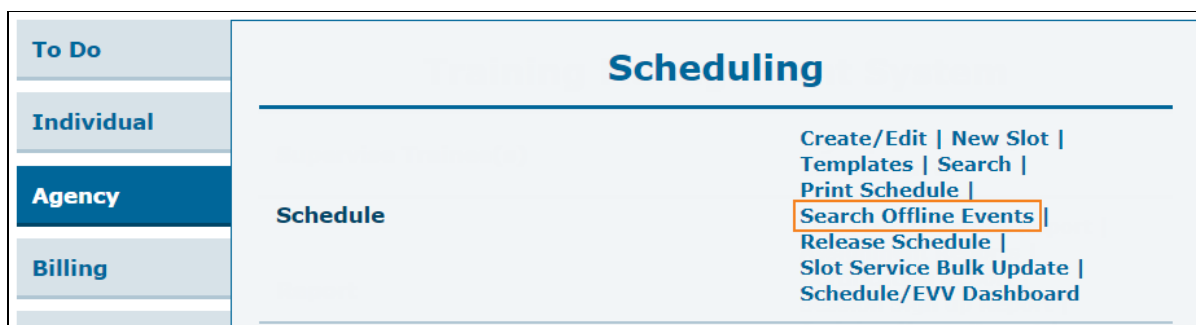 To Do
Individual
Agency
Billing
Scheduling
Schedule
Create/Edit | New Slot |
Templates | Search |
Print Schedule |
Search Offline Events |
Release Schedule |
Slot Service Bulk Update |
Schedule/EVV Dashboard